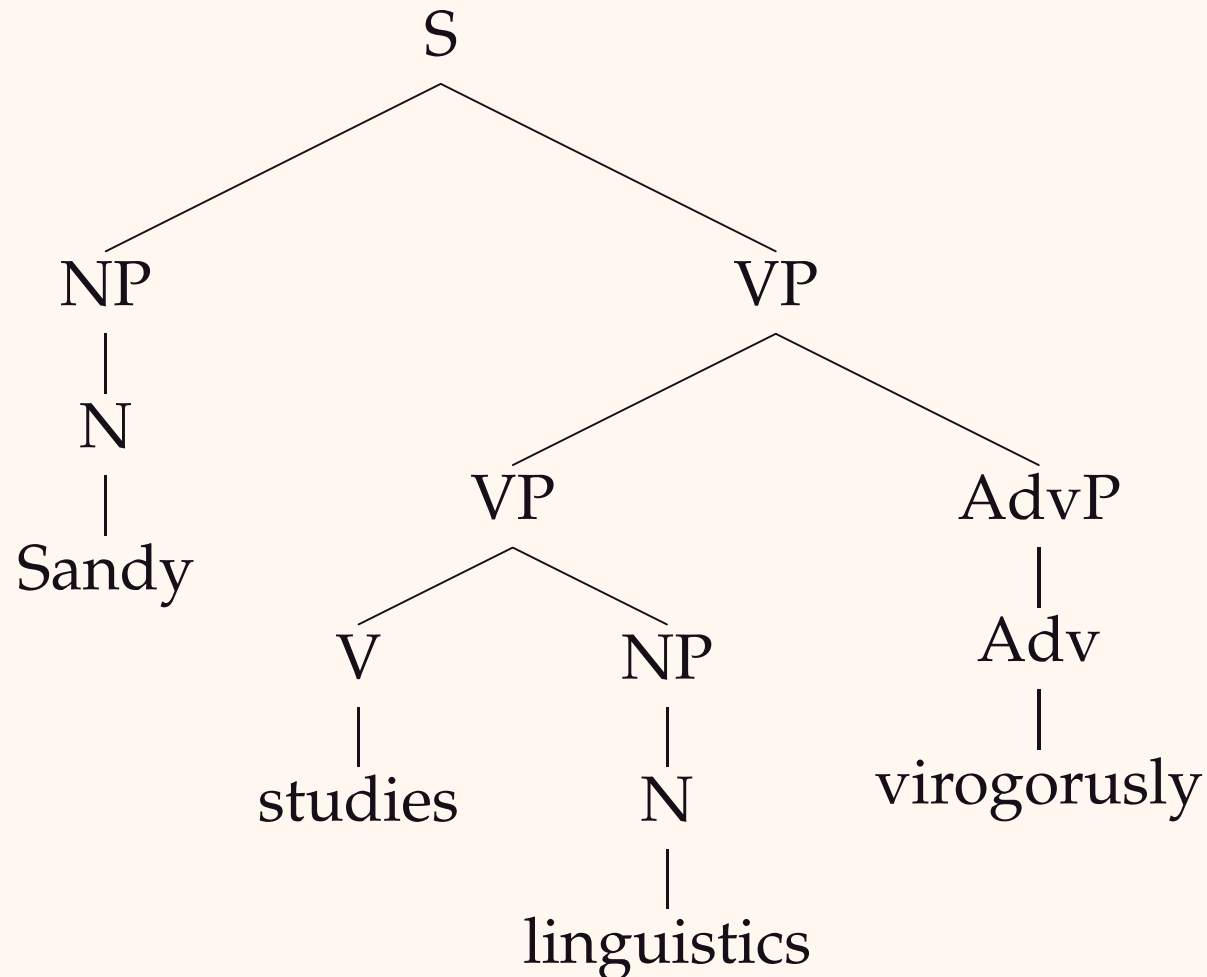 S
NP VP
N
VP AdvP
Sandy
V NP
Adv
studies
N
virogorusly
linguistics